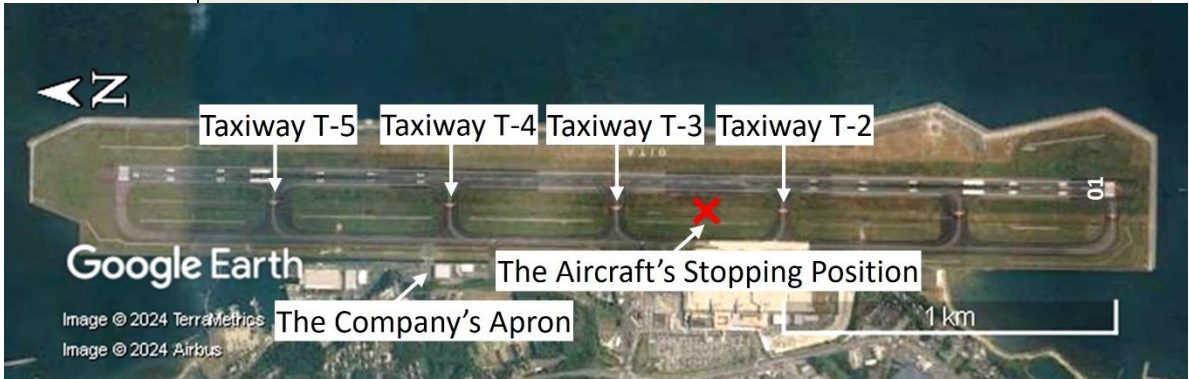 N
Taxiway T-5
Taxiway T-4
Taxiway T-3
Taxiway T-2
OITA
01
Google Earth
The Aircraft's Stopping Position
The Company's Apron
1 km
Image © 2024 TerraMetrics
Image © 2024 Airbus